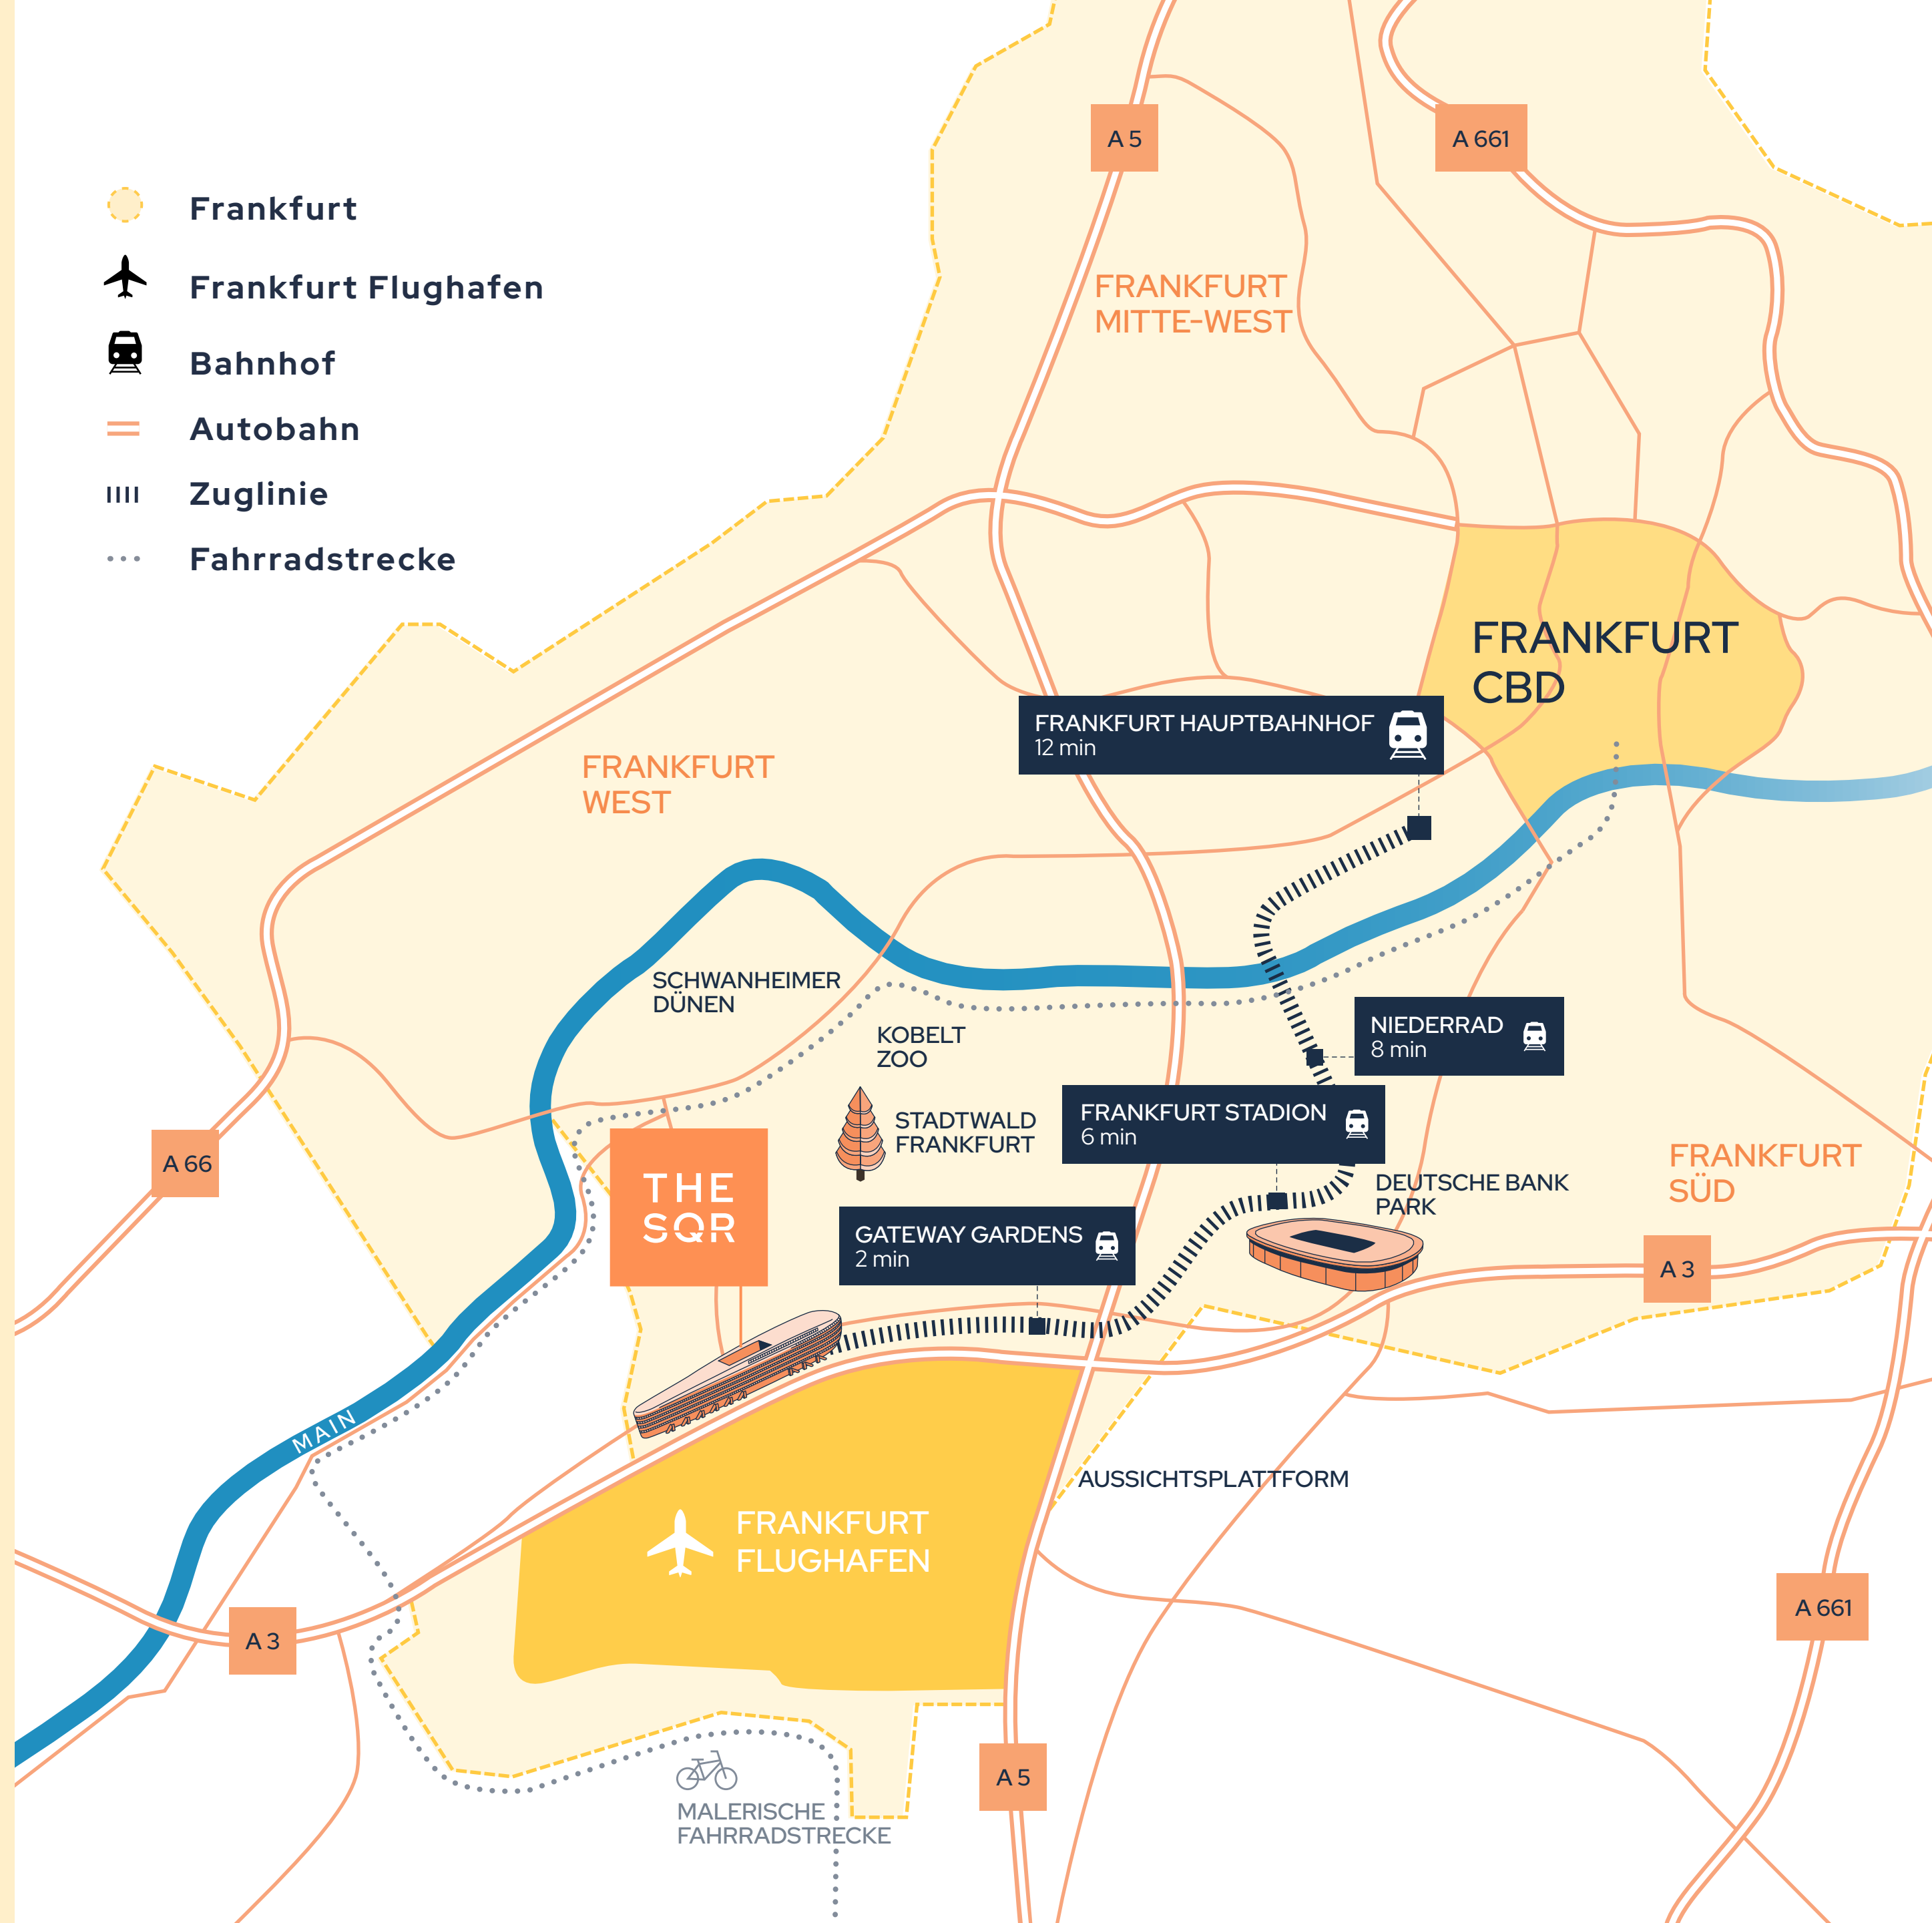 A 5
A 661
Frankfurt
Frankfurt Flughafen
Bahnhof
Autobahn
Zuglinie
Fahrradstrecke
FRANKFURT
MITTE-WEST
FRANKFURT
CBD
FRANKFURT HAUPTBAHNHOF
12 min
FRANKFURT
WEST
SCHWANHEIMER
DÜNEN
KOBELT
ZOO
NIEDERRAD
8 min
STADTWALD
FRANKFURT
FRANKFURT STADION
6 min
A 66
THE
SQR
DEUTSCHE BANK
PARK
FRANKFURT
SÜD
GATEWAY GARDENS
2 min
A 3
MAIN
AUSSICHTSPLATTFORM
FRANKFURT
FLUGHAFEN
A 3
A 661
A 5
MALERISCHE
FAHRRADSTRECKE